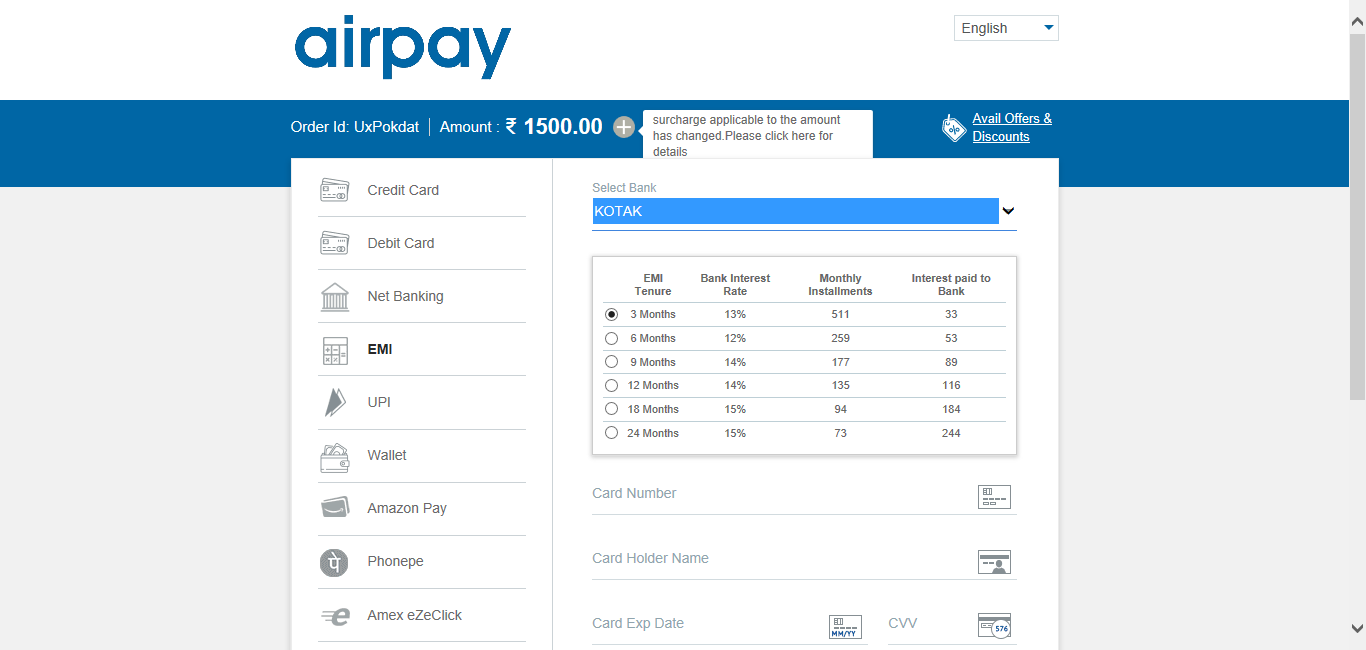 airpay
English
Order Id: UxPokdat
Amount : ₹ 1500.00
surcharge applicable to the amount
has changed.Please click here for
details
Avail Offers &
Discounts
Credit Card
Debit Card
Net Banking
EMI
UPI
Wallet
Amazon Pay
Phonepe
Amex eZeClick
Select Bank
KOTAK
EMI Tenure Bank Interest Rate Monthly Installments Interest paid to Bank
3 Months 13% 511 33
6 Months 12% 259 53
9 Months 14% 177 89
12 Months 14% 135 116
18 Months 15% 94 184
24 Months 15% 73 244
Card Number
Card Holder Name
Card Exp Date
MM/YY
CVV
576